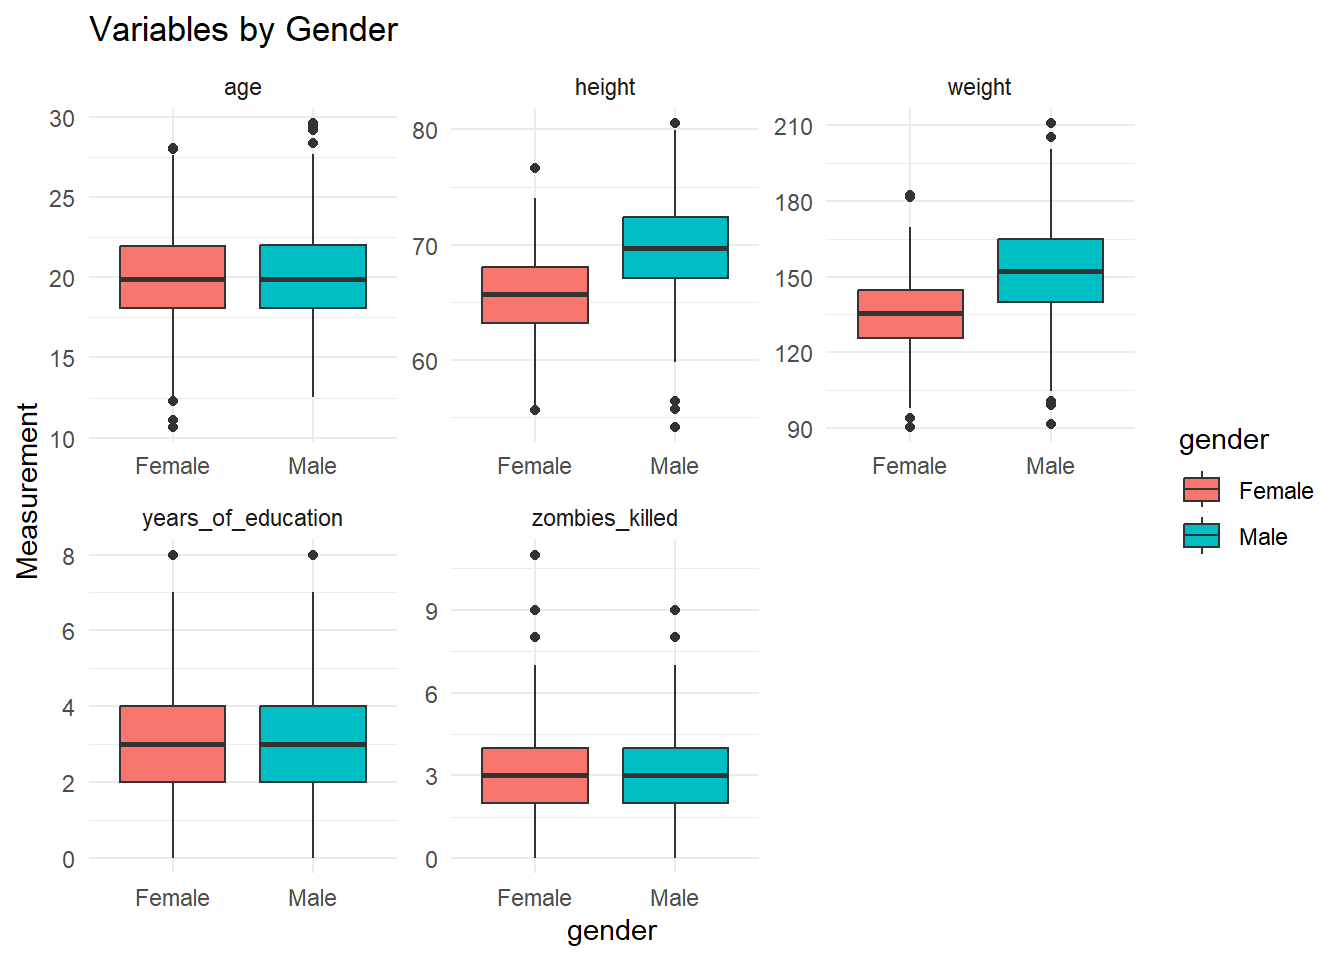 Variables by Gender
age
height
weight
30
25
20
15
10
80
70
60
210
180
150
120
90
Female Male
Female Male
Female Male
Measurement
years_of_education
zombies_killed
8
6
4
2
0
9
6
3
0
Female Male
Female Male
gender
gender
Female
Male